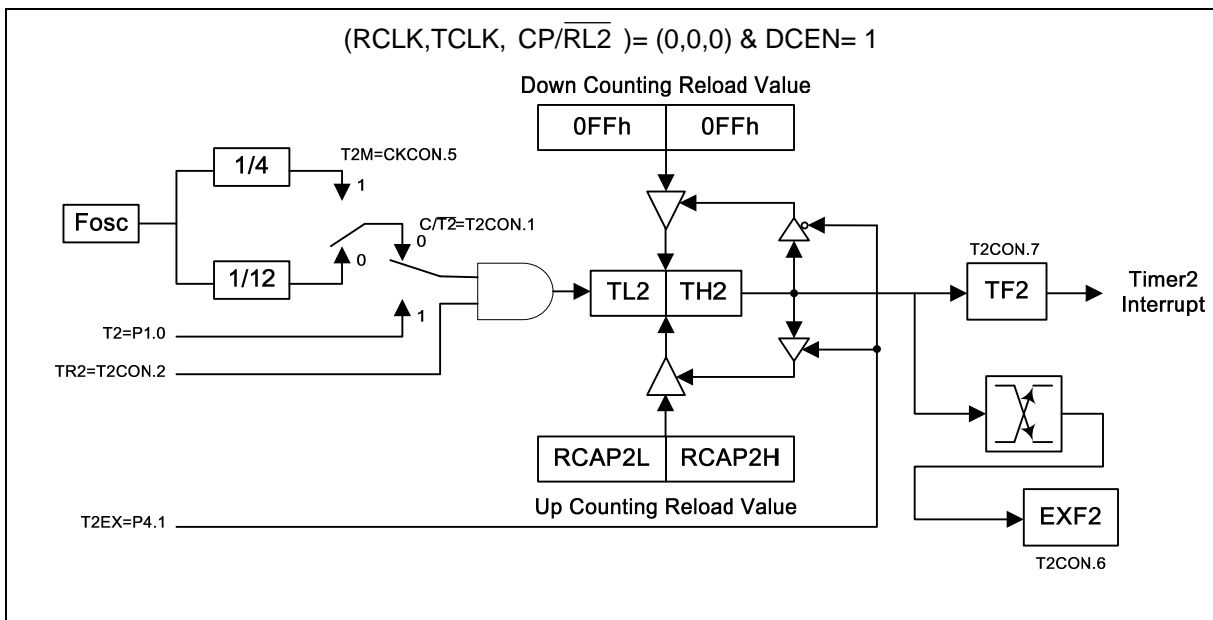 (RCLK,TCLK, CP/R̅L̅2̅ )= (0,0,0) & DCEN= 1
Down Counting Reload Value
0FFh 0FFh
1/4
T2M=CKCON.5
1
Fosc
C/T̅2̅=T2CON.1
0
0
1/12
1
T2=P1.0
TR2=T2CON.2
TL2 TH2
T2CON.7
TF2
Timer2
Interrupt
RCAP2L RCAP2H
Up Counting Reload Value
T2EX=P4.1
EXF2
T2CON.6